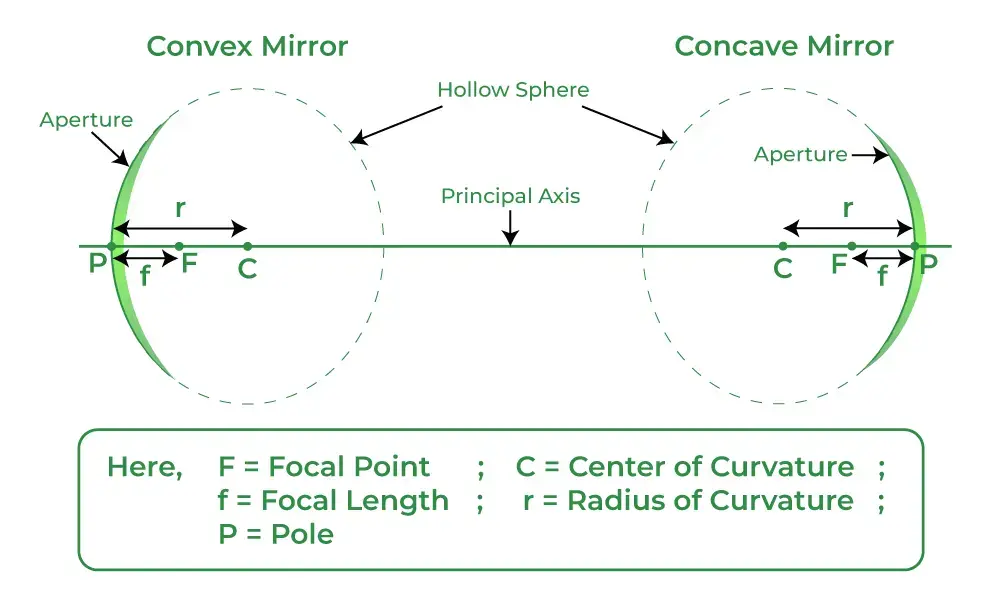 Convex Mirror
Concave Mirror
Hollow Sphere
Aperture
Aperture
Principal Axis
r
r
P
f
F
C
C
F
f
P
Here, F = Focal Point ; C = Center of Curvature ;
f = Focal Length ; r = Radius of Curvature ;
P = Pole